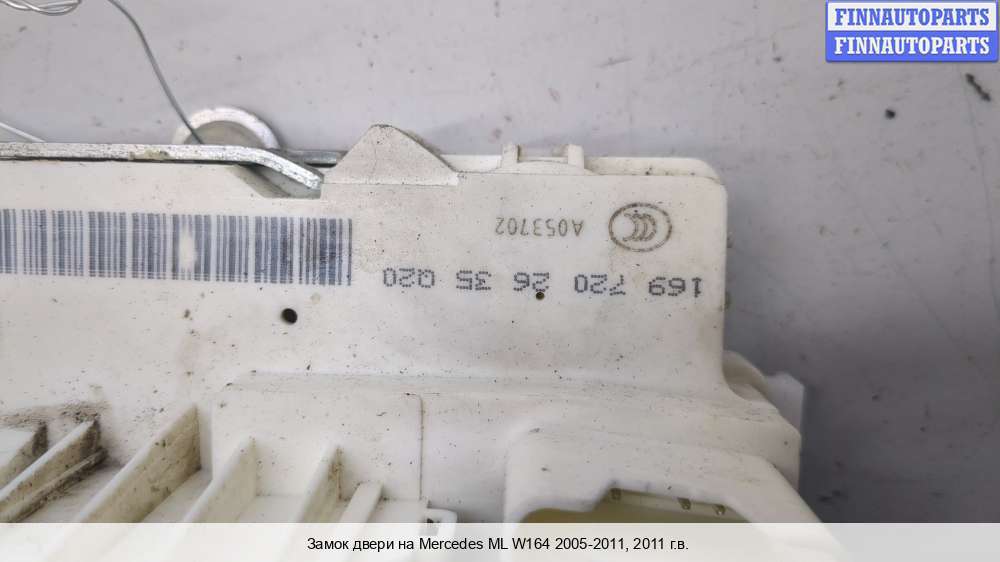 FINNAUTOPARTS
FINNAUTOPARTS
A053702
169 720 26 35 Q20
Замок двери на Mercedes ML W164 2005-2011, 2011 г.в.